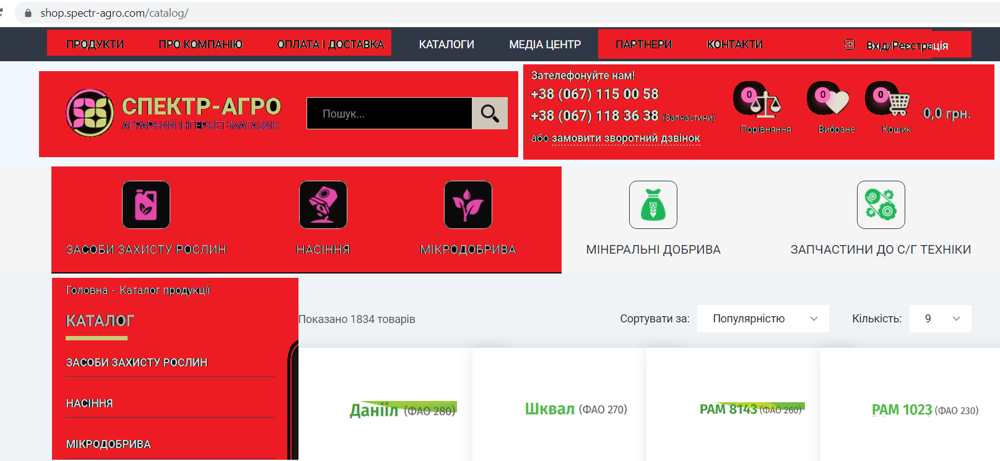 shop.spectr-agro.com/catalog/
ПРОДУКТИ ПРО КОМПАНІЮ ОПЛАТА І ДОСТАВКА КАТАЛОГИ МЕДІА ЦЕНТР ПАРТНЕРИ КОНТАКТИ Вхід/Реєстрація
СПЕКТР-АГРО
АГРАРНИЙ ІНТЕРНЕТ-МАГАЗИН
Пошук...
Зателефонуйте нам!
+38 (067) 115 00 58
+38 (067) 118 36 38 (Запчастини)
або замовити зворотний дзвінок
0 0 0
Порівняння Вибране Кошик
0,0 грн.
ЗАСОБИ ЗАХИСТУ РОСЛИН НАСІННЯ МІКРОДОБРИВА МІНЕРАЛЬНІ ДОБРИВА ЗАПЧАСТИНИ ДО С/Г ТЕХНІКИ
Головна - Каталог продукції
КАТАЛОГ
ЗАСОБИ ЗАХИСТУ РОСЛИН
НАСІННЯ
МІКРОДОБРИВА
Показано 1834 товарів Сортувати за: Популярністю Кількість: 9
Данііл (ФАО 280) Шквал (ФАО 270) РАМ 8143 (ФАО 260) РАМ 1023 (ФАО 230)